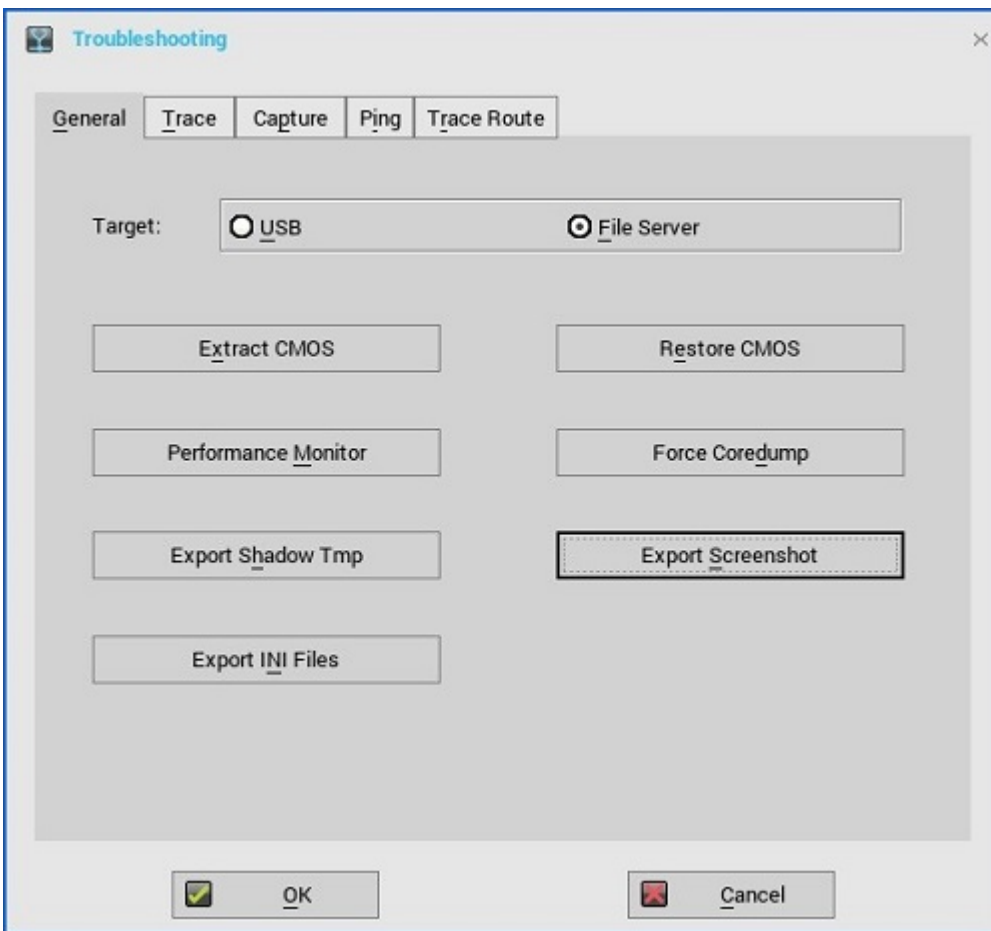 Troubleshooting
General Trace Capture Ping Trace Route
Target: USB File Server
Extract CMOS Restore CMOS
Performance Monitor Force Coredump
Export Shadow Tmp Export Screenshot
Export INI Files
OK Cancel